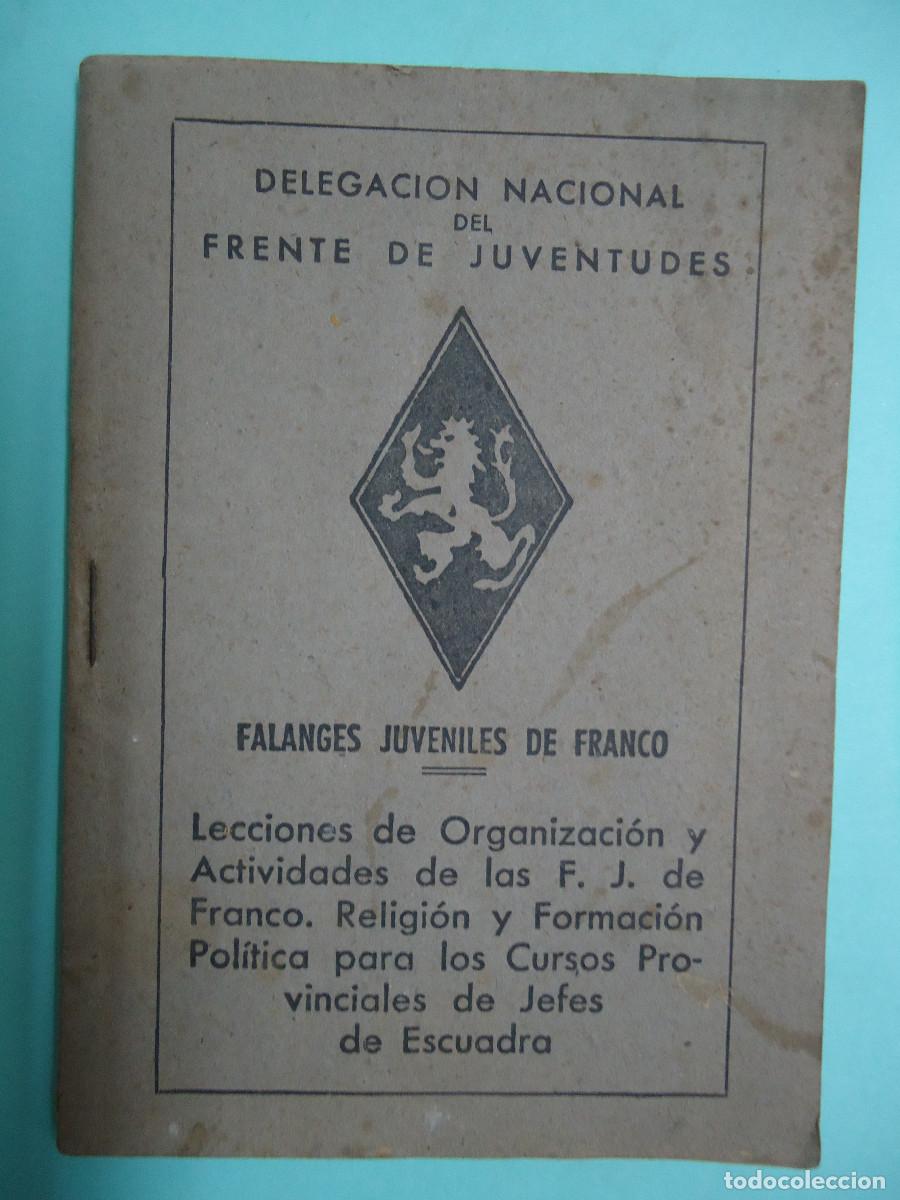 DELEGACION NACIONAL
DEL
FRENTE DE JUVENTUDES
FALANGES JUVENILES DE FRANCO
Lecciones de Organización y
Actividades de las F. J. de
Franco. Religión y Formación
Política para los Cursos Pro-
vinciales de Jefes
de Escuadra
todocoleccion